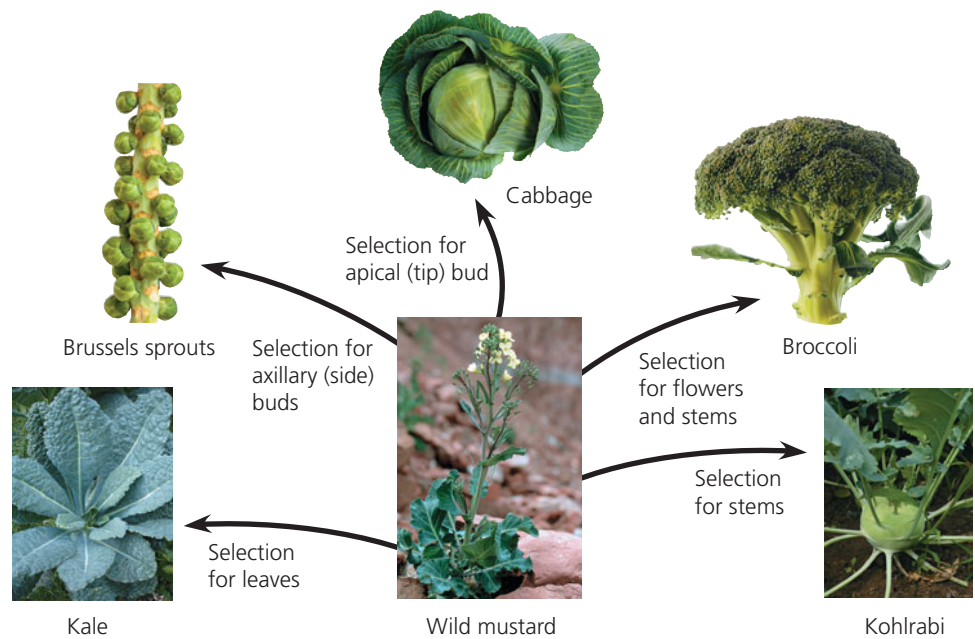 Cabbage
Selection for
apical (tip) bud
Brussels sprouts
Selection for
axillary (side)
buds
Broccoli
Selection
for flowers
and stems
Selection
for stems
Selection
for leaves
Kale
Wild mustard
Kohlrabi